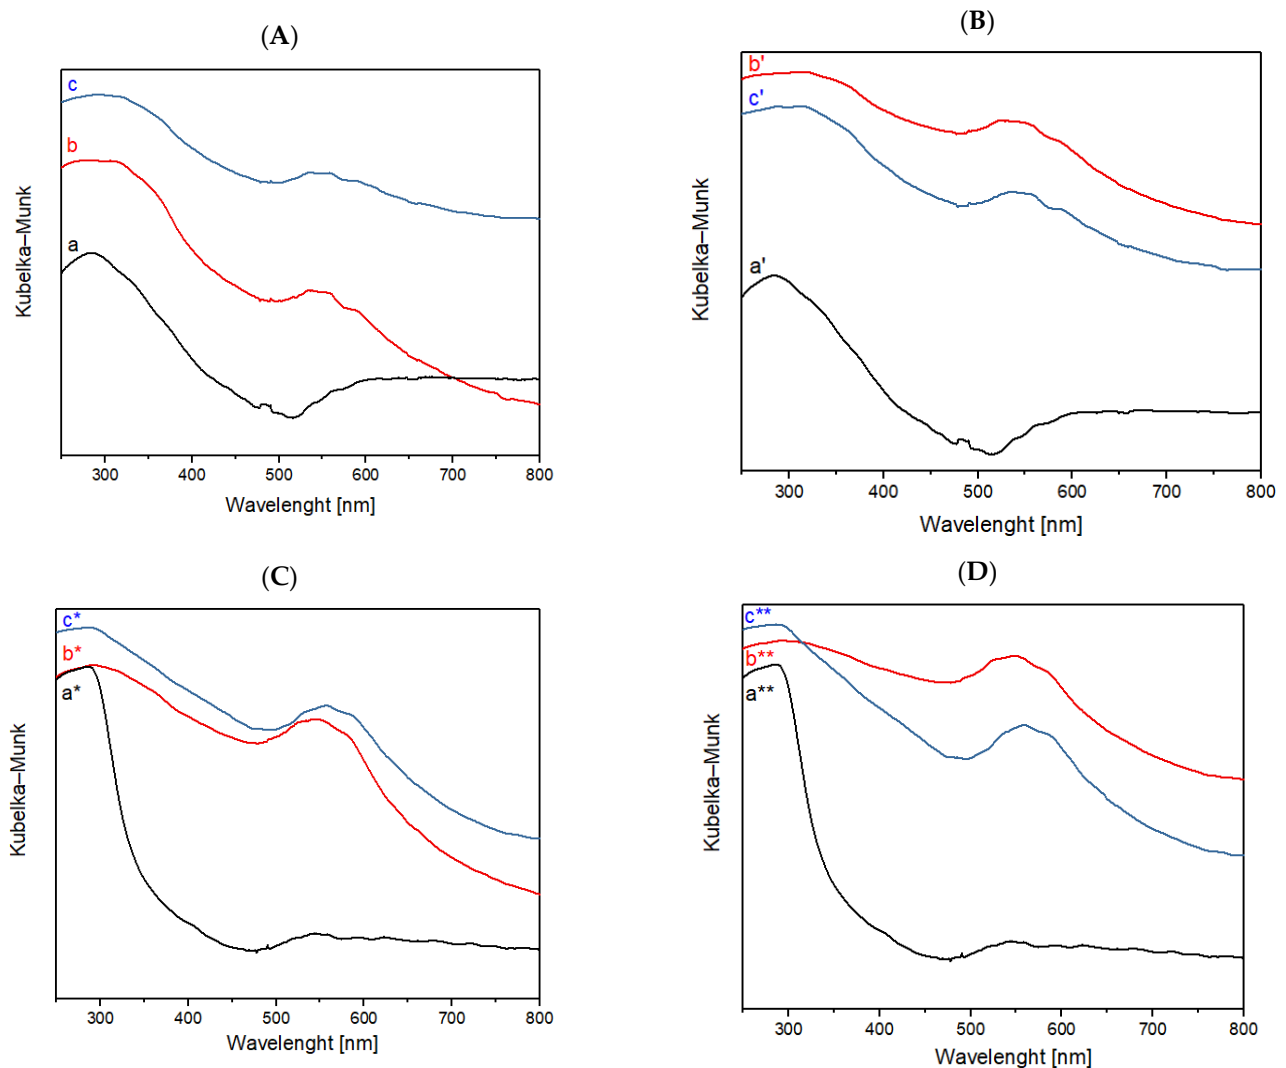 (A)
c
b
a
Kubelka–Munk
300 400 500 600 700 800
Wavelenght [nm]
(B)
b'
c'
a'
Kubelka–Munk
300 400 500 600 700 800
Wavelenght [nm]
(C)
c*
b*
a*
Kubelka–Munk
300 400 500 600 700 800
Wavelenght [nm]
(D)
c**
b**
a**
Kubelka–Munk
300 400 500 600 700 800
Wavelenght [nm]